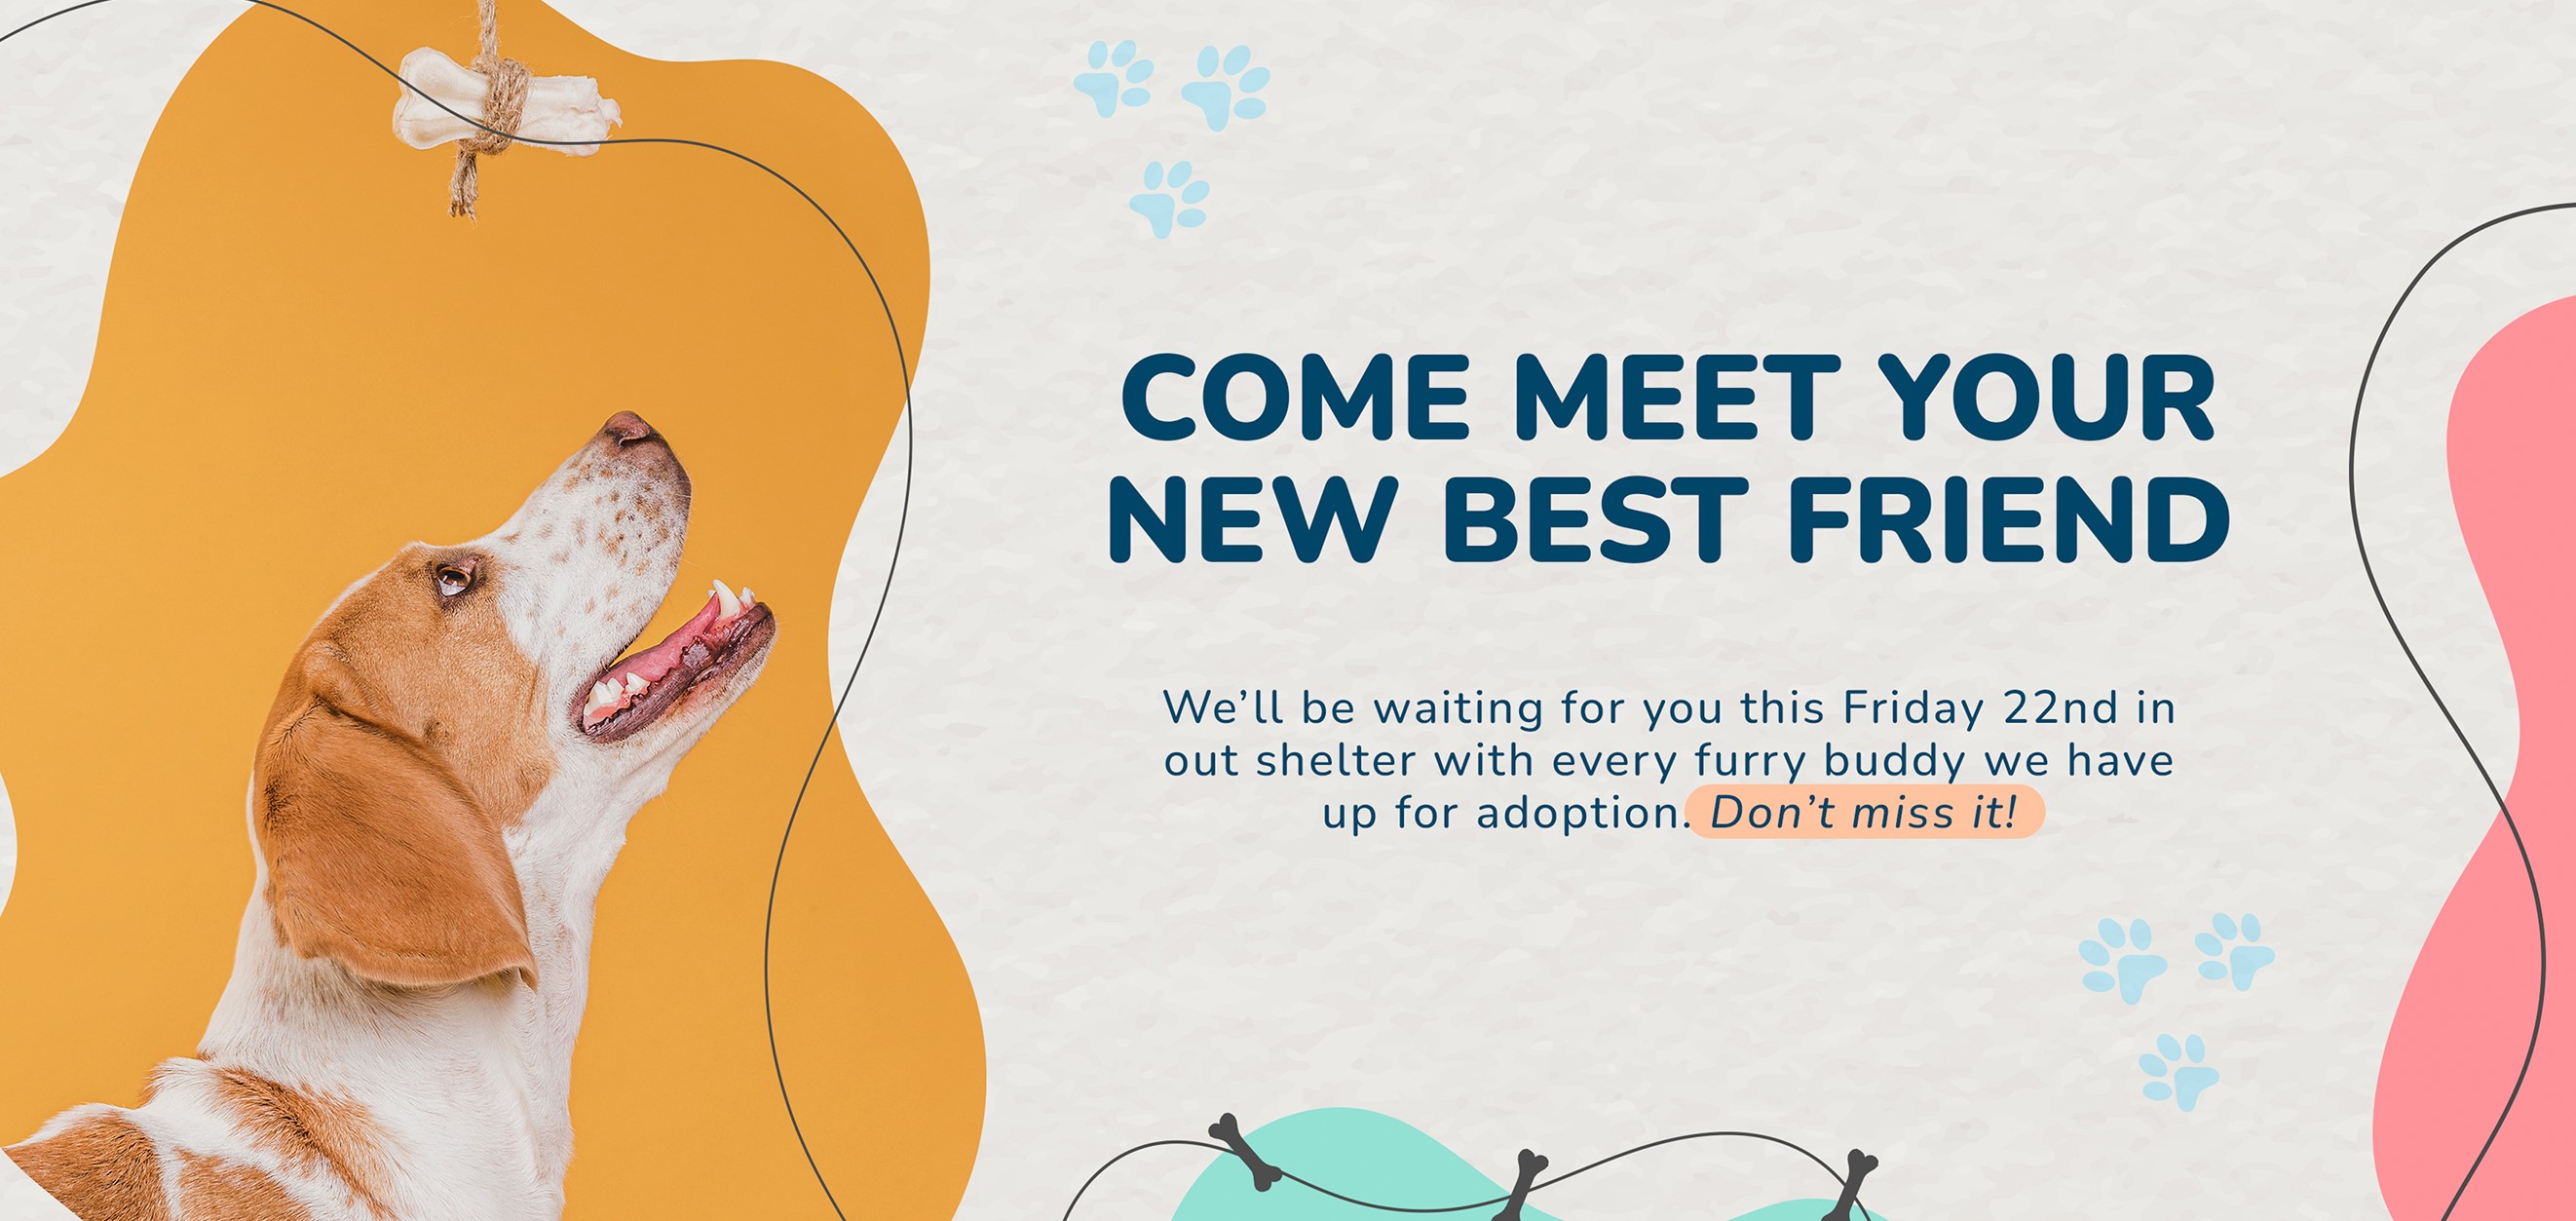 COME MEET YOUR
NEW BEST FRIEND
We’ll be waiting for you this Friday 22nd in
out shelter with every furry buddy we have
up for adoption. Don’t miss it!